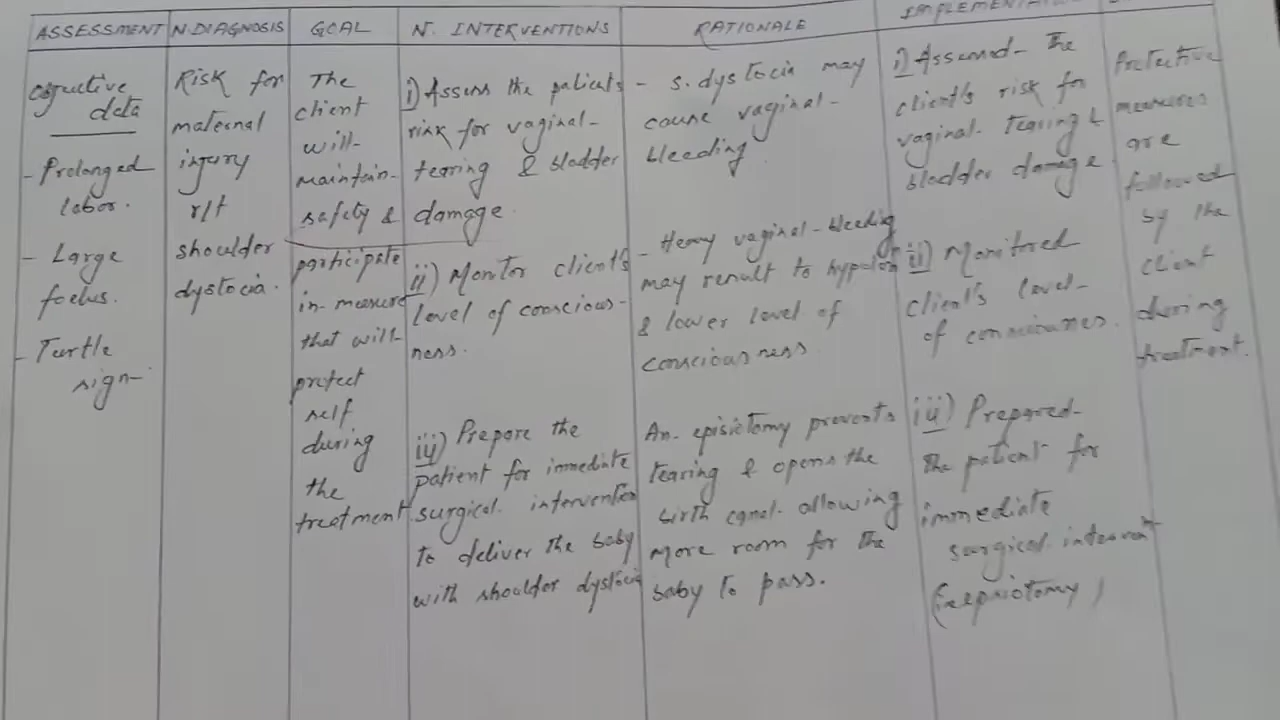 ASSESSMENT
objective
data
- Prolonged
labor.
- Large
foetus.
- Turtle
sign
N. DIAGNOSIS
Risk for
maternal
injury
r/t
shoulder
dystocia.
GOAL
The
client
will
maintain
safety &
participate
in measure
that will
protect
self
during
the
treatment
N. INTERVENTIONS
i) Assess the patients
risk for vaginal
tearing & bladder
damage.
ii) Monitor client's
level of conscious-
ness.
iii) Prepare the
patient for immediate
surgical intervention
to deliver the baby
with shoulder dystocia
RATIONALE
- S. dystocia may
cause vaginal
bleeding.
- Heavy vaginal bleeding
may result to
& lower level of
consciousness.
An episiotomy prevents
tearing & opens the
birth canal allowing
more room for the
baby to pass.
i) Assessed the
client's risk for
vaginal tearing &
bladder damage
ii) Monitored
client's level
of
iii) Prepared
the patient for
immediate
surgical
Protective
measures
are
followed
by the
client
during
treatment.